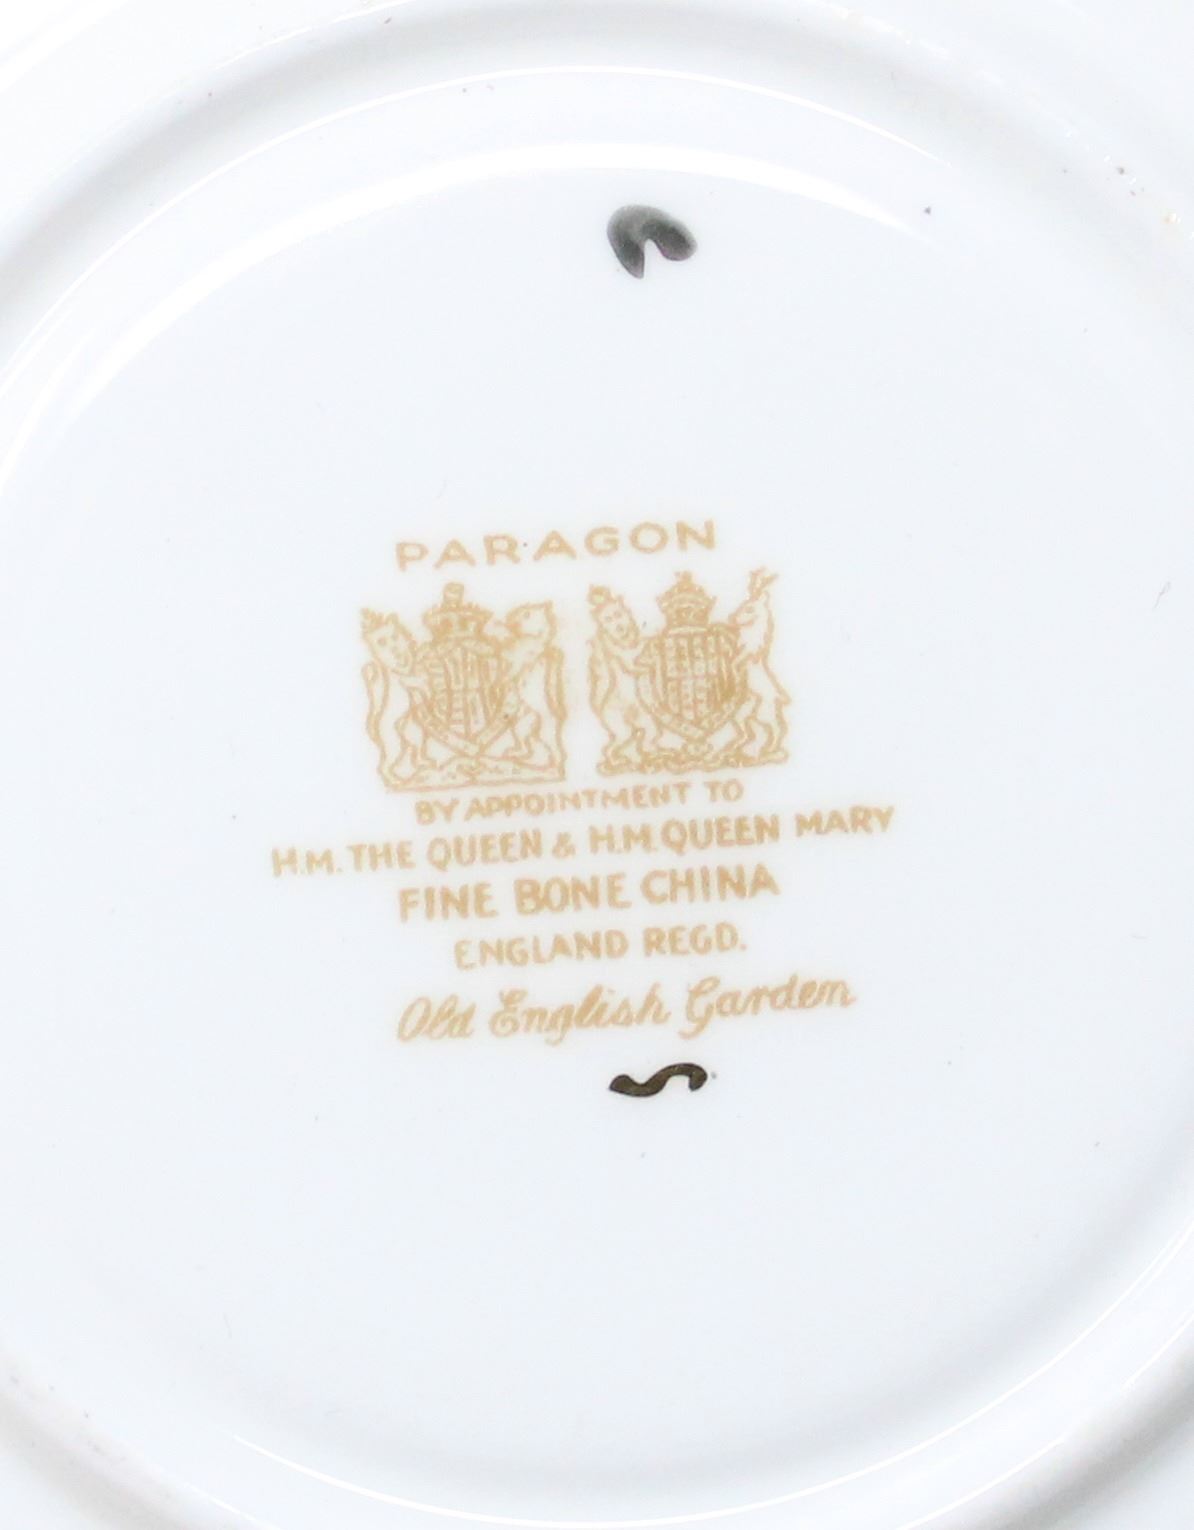 PARAGON
BY APPOINTMENT TO
H.M. THE QUEEN & H.M. QUEEN MARY
FINE BONE CHINA
ENGLAND REGD.
Old English Garden